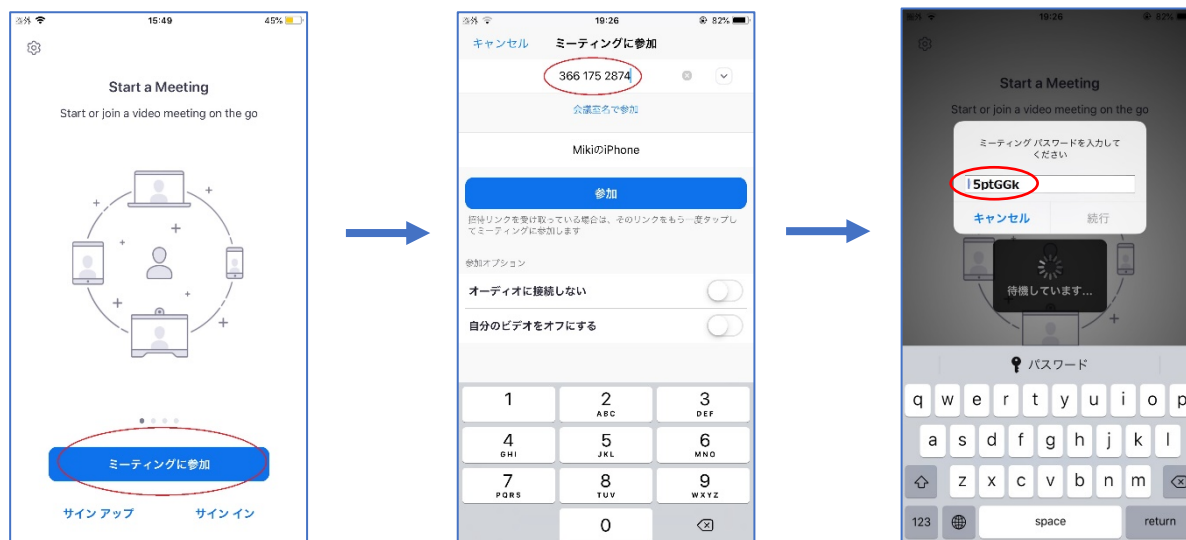 海外 15:49 45%
Start a Meeting
Start or join a video meeting on the go
ミーティングに参加
サイン アップ サイン イン
海外 19:26 82%
キャンセル ミーティングに参加
366 175 2874
会議室名で参加
MikiのiPhone
参加
招待リンクを受け取っている場合は、そのリンクをもう一度タップし
てミーティングに参加します
参加オプション
オーディオに接続しない
自分のビデオをオフにする
1 2 3
ABC DEF
4 5 6
GHI JKL MNO
7 8 9
PQRS TUV WXYZ
0
海外 19:26 82%
Start a Meeting
Start or join a video meeting on the go
ミーティング パスワードを入力して
ください
5ptGGk
キャンセル 続行
待機しています...
パスワード
q w e r t y u i o p
a s d f g h j k l
z x c v b n m
123 space return